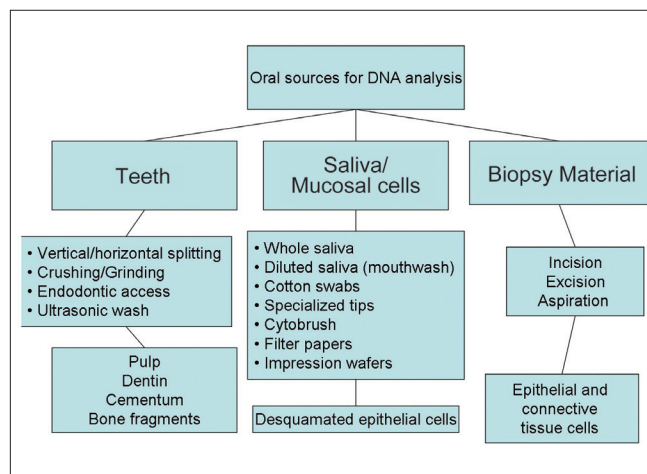 Oral sources for DNA analysis
Teeth
• Vertical/horizontal splitting
• Crushing/Grinding
• Endodontic access
• Ultrasonic wash
Pulp
Dentin
Cementum
Bone fragments
Saliva/
Mucosal cells
• Whole saliva
• Diluted saliva (mouthwash)
• Cotton swabs
• Specialized tips
• Cytobrush
• Filter papers
• Impression wafers
Desquamated epithelial cells
Biopsy Material
Incision
Excision
Aspiration
Epithelial and
connective
tissue cells